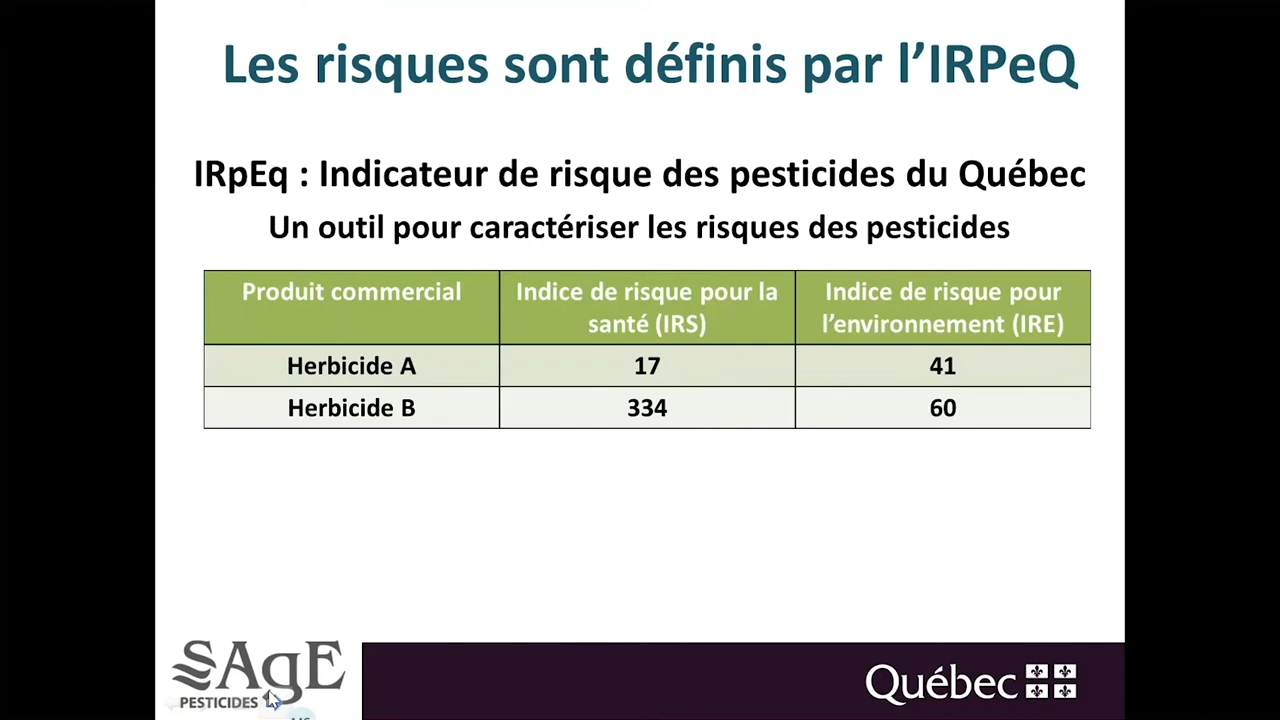 Les risques sont définis par l'IRPeQ
IRpEq : Indicateur de risque des pesticides du Québec
Un outil pour caractériser les risques des pesticides
Produit commercial
Indice de risque pour la
santé (IRS)
Indice de risque pour
l'environnement (IRE)
Herbicide A 17 41
Herbicide B 334 60
SAgE
PESTICIDES
Québec